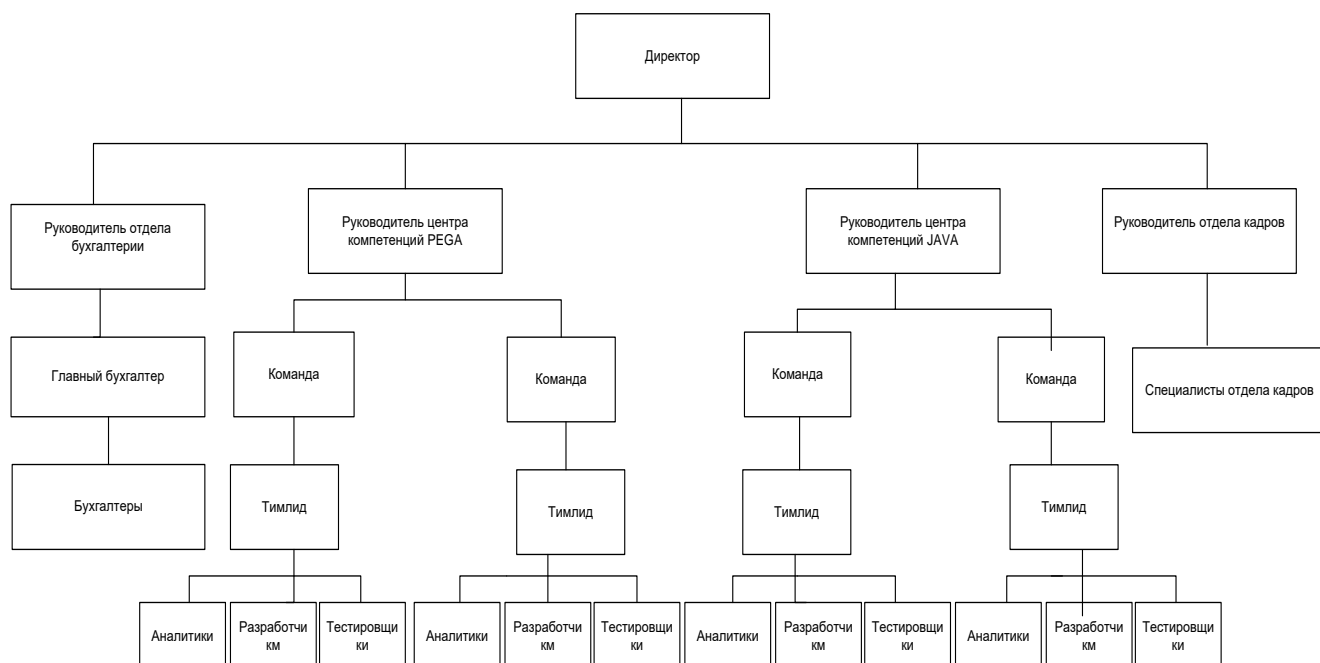 Директор
Руководитель отдела
бухгалтерии
Руководитель центра
компетенций PEGA
Руководитель центра
компетенций JAVA
Руководитель отдела кадров
Главный бухгалтер
Команда
Команда
Команда
Команда
Специалисты отдела кадров
Бухгалтеры
Тимлид
Тимлид
Тимлид
Тимлид
Аналитики
Разработчи
км
Тестировщи
ки
Аналитики
Разработчи
км
Тестировщи
ки
Аналитики
Разработчи
км
Тестировщи
ки
Аналитики
Разработчи
км
Тестировщи
ки